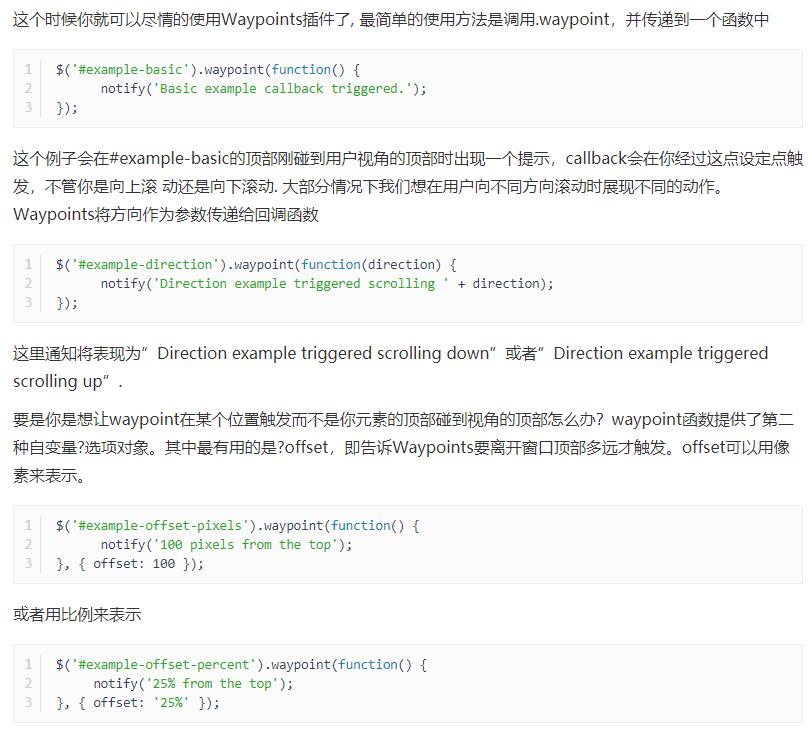 这个时候你就可以尽情的使用Waypoints插件了, 最简单的使用方法是调用.waypoint，并传递到一个函数中
1 $('#example-basic').waypoint(function() {
2 notify('Basic example callback triggered.');
3 });
这个例子会在#example-basic的顶部刚碰到用户视角的顶部时出现一个提示，callback会在你经过这点设定点触
发，不管你是向上滚 动还是向下滚动. 大部分情况下我们想在用户向不同方向滚动时展现不同的动作。
Waypoints将方向作为参数传递给回调函数
1 $('#example-direction').waypoint(function(direction) {
2 notify('Direction example triggered scrolling ' + direction);
3 });
这里通知将表现为”Direction example triggered scrolling down”或者”Direction example triggered
scrolling up”.
要是你是想让waypoint在某个位置触发而不是你元素的顶部碰到视角的顶部怎么办？waypoint函数提供了第二
种自变量?选项对象。其中最有用的是?offset，即告诉Waypoints要离开窗口顶部多远才触发。offset可以用像
素来表示。
1 $('#example-offset-pixels').waypoint(function() {
2 notify('100 pixels from the top');
3 }, { offset: 100 });
或者用比例来表示
1 $('#example-offset-percent').waypoint(function() {
2 notify('25% from the top');
3 }, { offset: '25%' });